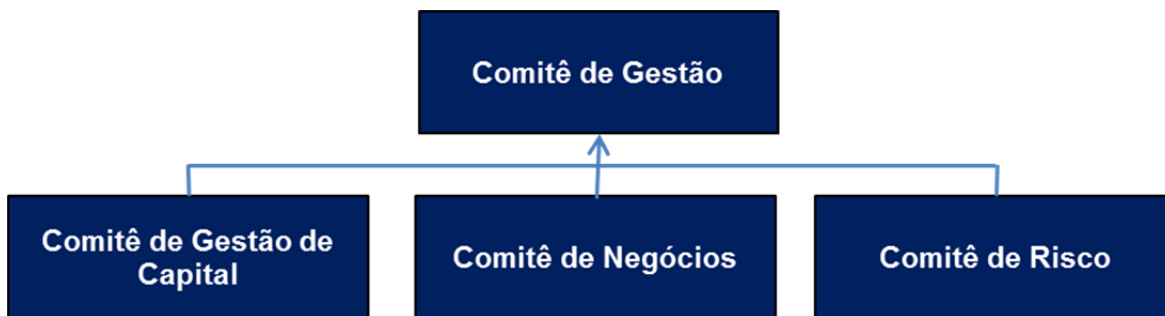 Comitê de Gestão
Comitê de Gestão de
Capital
Comitê de Negócios
Comitê de Risco